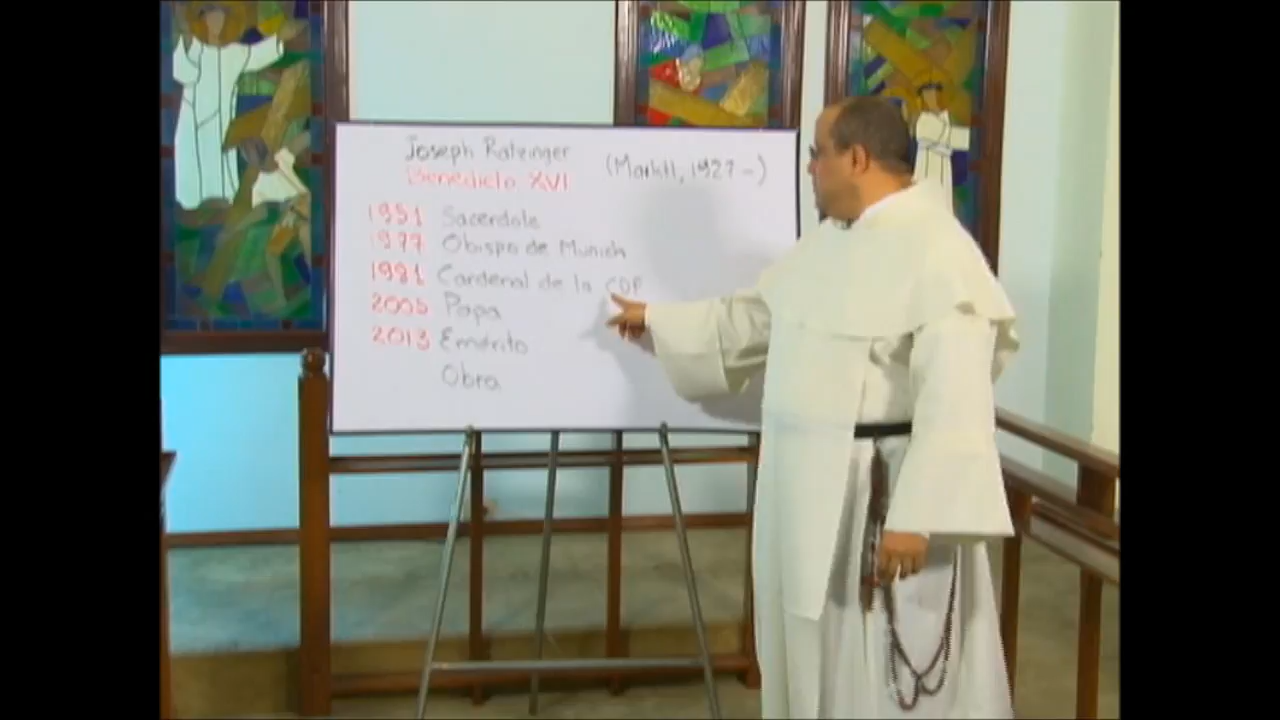 Joseph Ratzinger
Benedicto XVI
(Marktl, 1927-)
1951 Sacerdote
1977 Obispo de Munich
1981 Cardenal de la CDF
2005 Papa
2013 Emérito
Obra